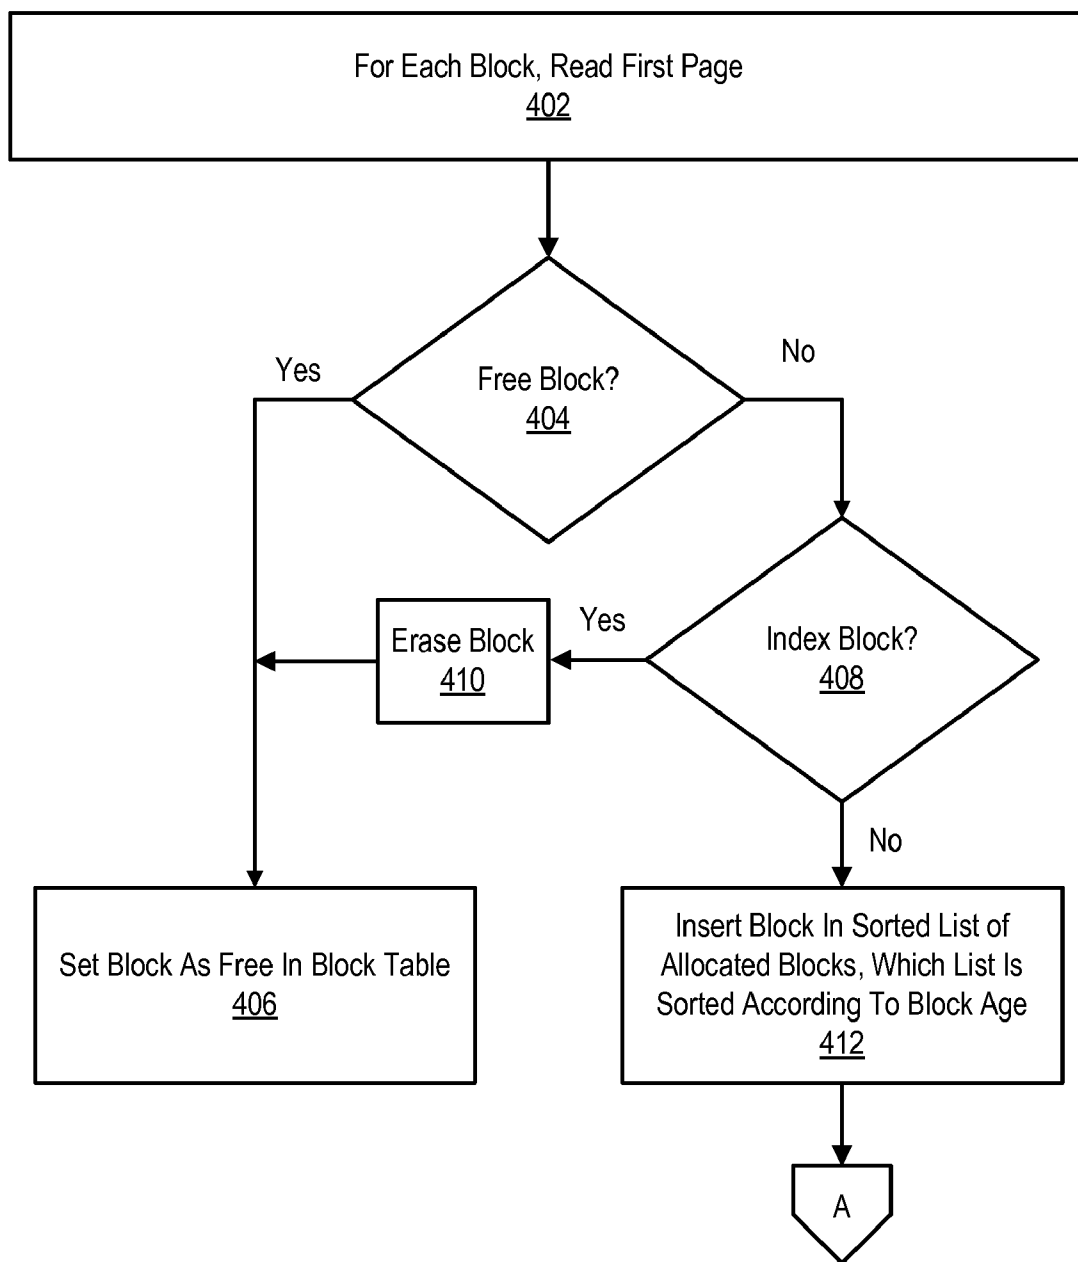 For Each Block, Read First Page
402
Yes
No
Free Block?
404
Erase Block
410
Yes
Index Block?
408
No
Set Block As Free In Block Table
406
Insert Block In Sorted List of
Allocated Blocks, Which List Is
Sorted According To Block Age
412
A